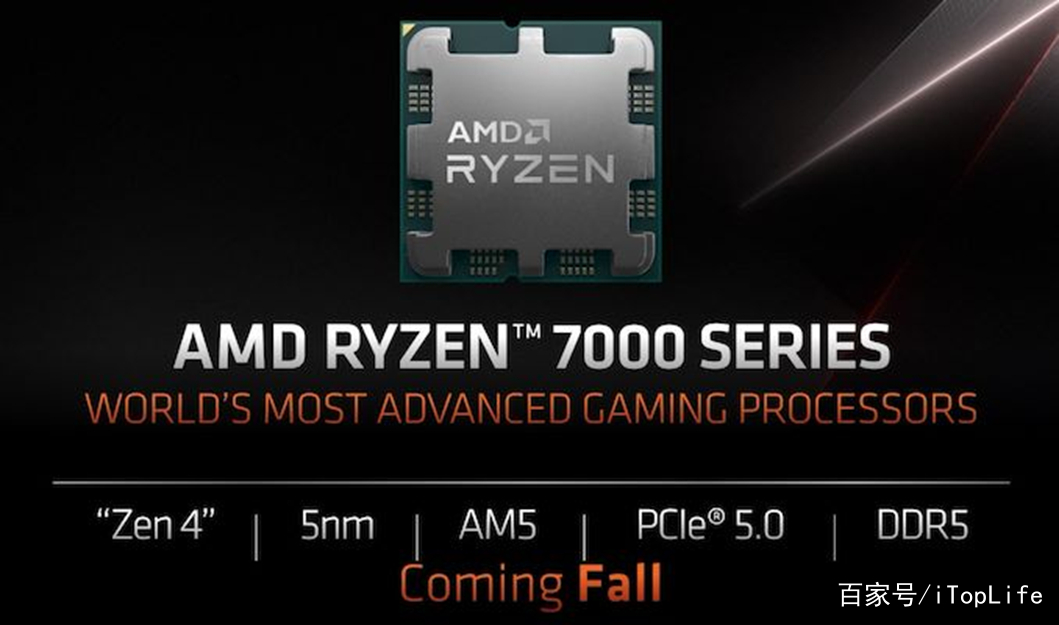 AMD
RYZEN
AMD RYZEN™ 7000 SERIES
WORLD'S MOST ADVANCED GAMING PROCESSORS
“Zen 4” | 5nm | AM5 | PCIe® 5.0 | DDR5
Coming Fall
百家号/iTopLife